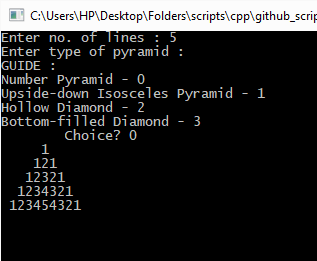 C:\Users\HP\Desktop\Folders\scripts\cpp\github_scrip
Enter no. of lines : 5
Enter type of pyramid :
GUIDE :
Number Pyramid - 0
Upside-down Isosceles Pyramid - 1
Hollow Diamond - 2
Bottom-filled Diamond - 3
Choice? 0
1
121
12321
1234321
123454321